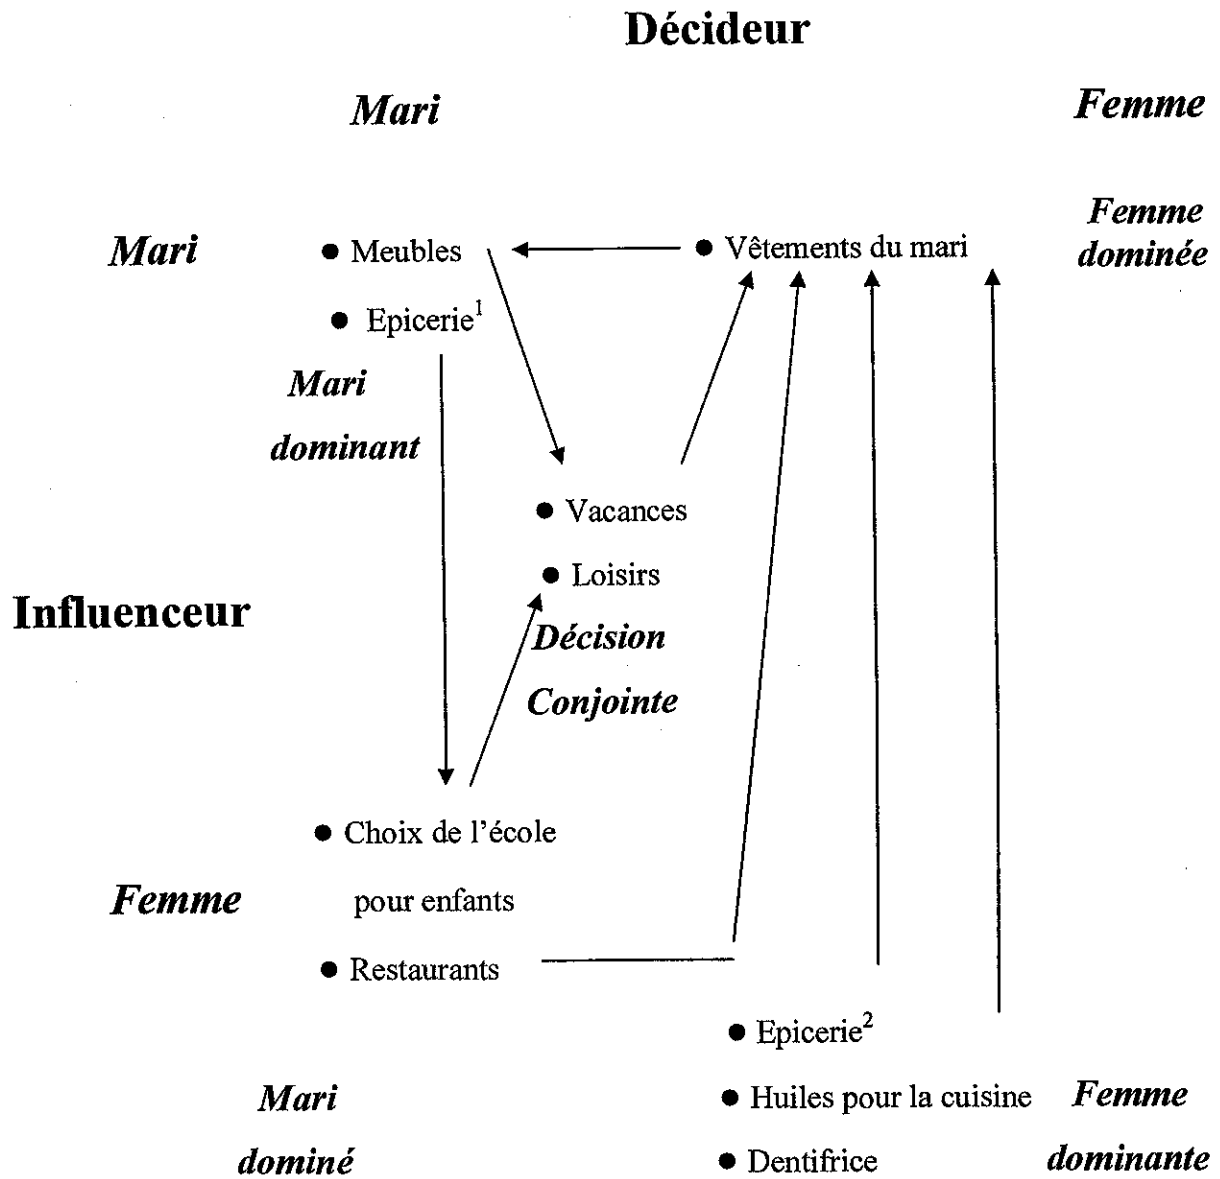 Décideur
Mari
Femme
Femme
dominée
Mari
● Meubles
● Vêtements du mari
● Epicerie¹
Mari
dominant
● Vacances
● Loisirs
Influenceur
Décision
Conjointe
● Choix de l'école
pour enfants
Femme
● Restaurants
● Epicerie²
Mari
dominé
● Huiles pour la cuisine
● Dentifrice
Femme
dominante